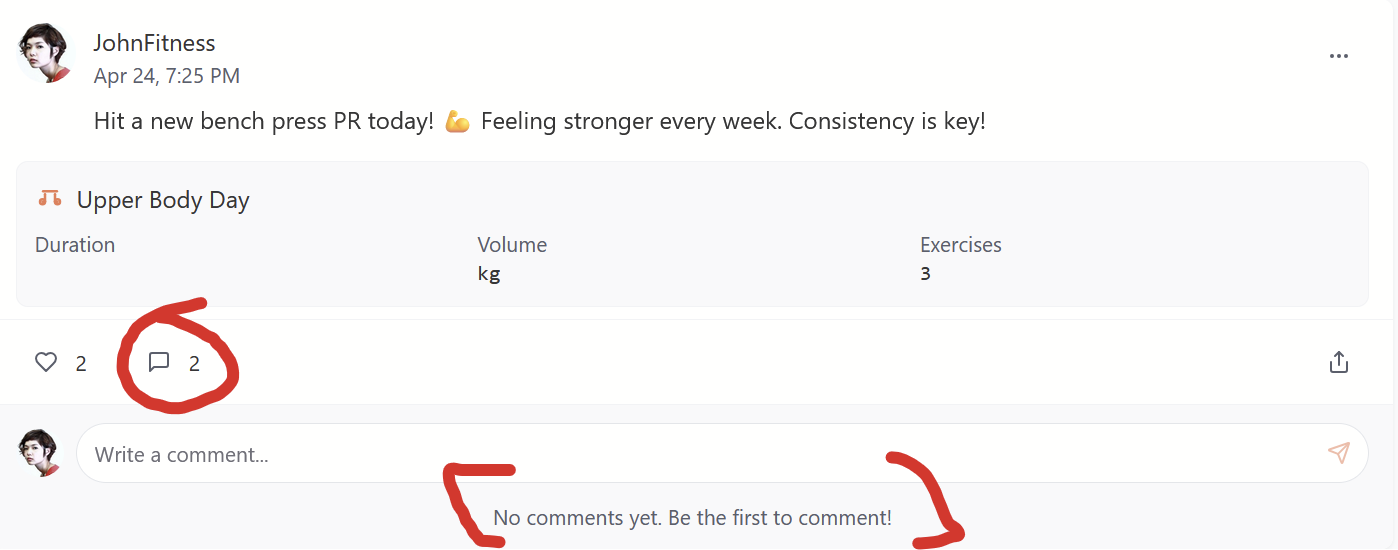 JohnFitness
Apr 24, 7:25 PM
Hit a new bench press PR today! 💪 Feeling stronger every week. Consistency is key!
Upper Body Day
Duration Volume Exercises
kg 3
2 2
Write a comment...
No comments yet. Be the first to comment!